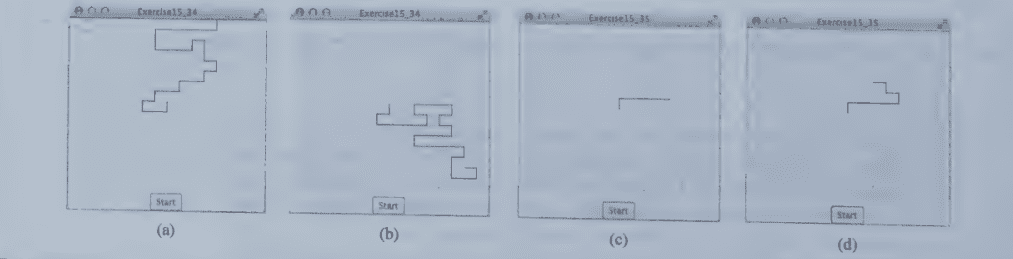 Exercise15_34
Exercise15_34
Exercise15_35
Exercise15_35
Start
Start
Start
Start
(a)
(b)
(c)
(d)